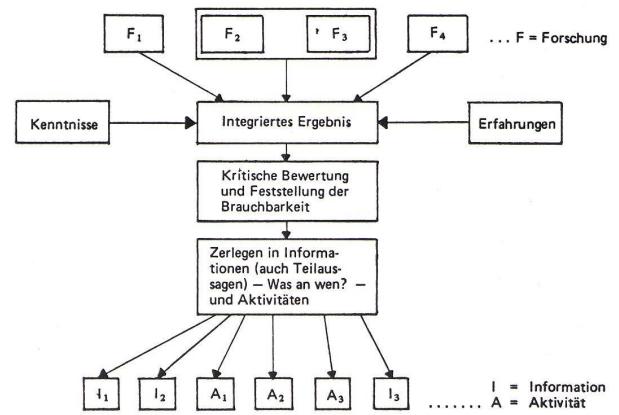 F1
F2
F3
F4
... F = Forschung
Kenntnisse
Integriertes Ergebnis
Erfahrungen
Kritische Bewertung
und Feststellung der
Brauchbarkeit
Zerlegen in Informa-
tionen (auch Teilaus-
sagen) — Was an wen? —
und Aktivitäten
I1
I2
A1
A2
A3
I3
I = Information
....... A = Aktivität